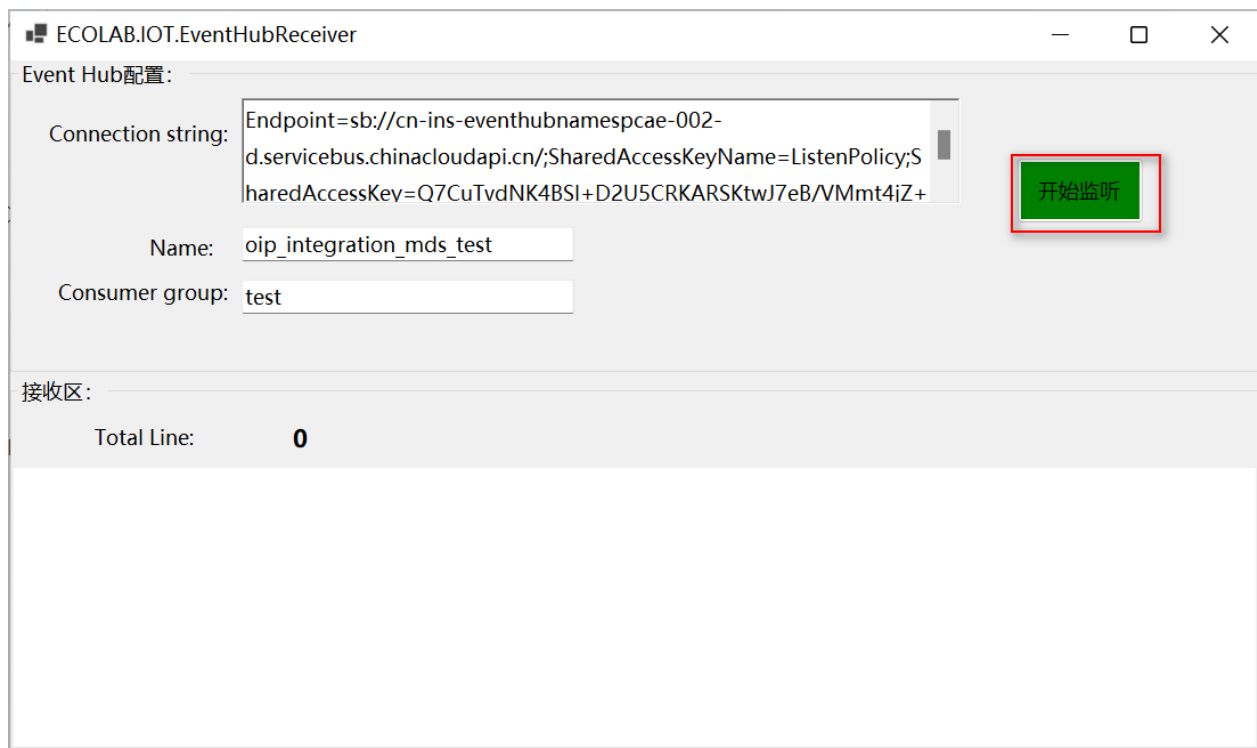 ECOLAB.IOT.EventHubReceiver
Event Hub配置：
Connection string:
Endpoint=sb://cn-ins-eventhubnamespcae-002-
d.servicebus.chinacloudapi.cn/;SharedAccessKeyName=ListenPolicy;S
haredAccessKey=Q7CuTvdNK4BSI+D2U5CRKARSKtwJ7eB/VMmt4jZ+
开始监听
Name:
oip_integration_mds_test
Consumer group:
test
接收区：
Total Line:
0